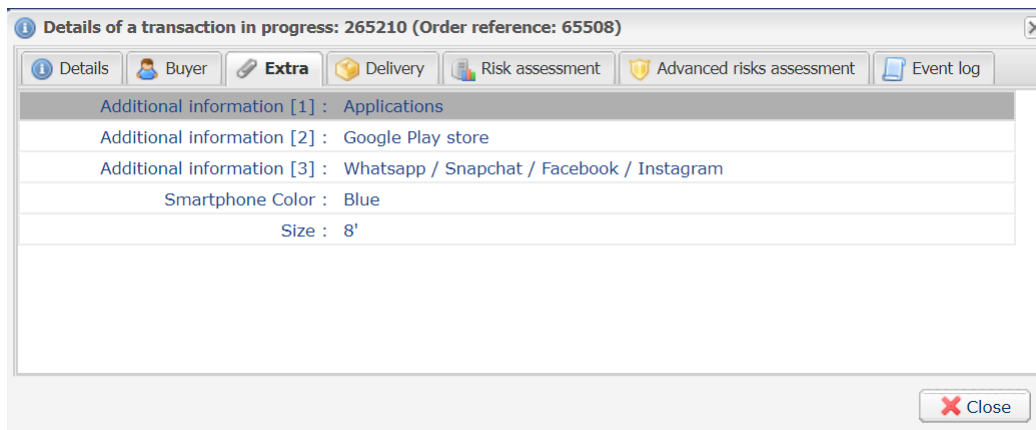 Details of a transaction in progress: 265210 (Order reference: 65508)
Details Buyer Extra Delivery Risk assessment Advanced risks assessment Event log
Additional information [1] : Applications
Additional information [2] : Google Play store
Additional information [3] : Whatsapp / Snapchat / Facebook / Instagram
Smartphone Color : Blue
Size : 8'
Close